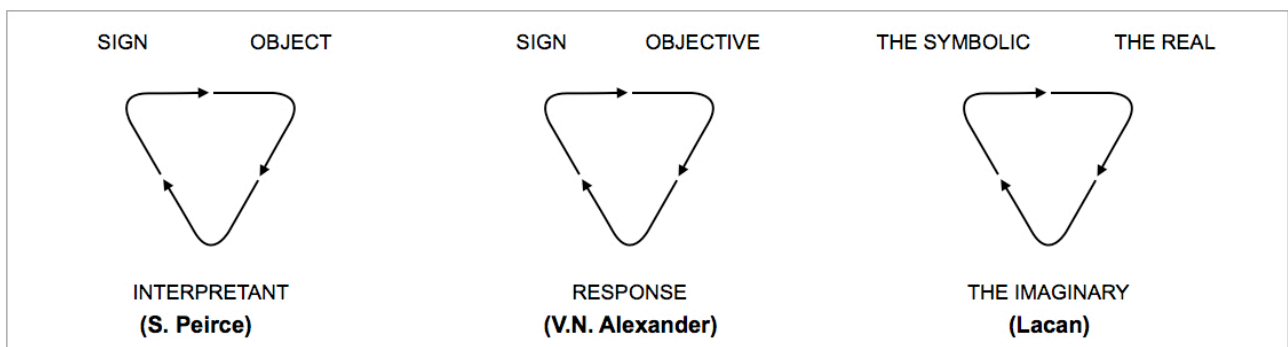 SIGN OBJECT SIGN OBJECTIVE THE SYMBOLIC THE REAL
INTERPRETANT RESPONSE THE IMAGINARY
(S. Peirce) (V.N. Alexander) (Lacan)